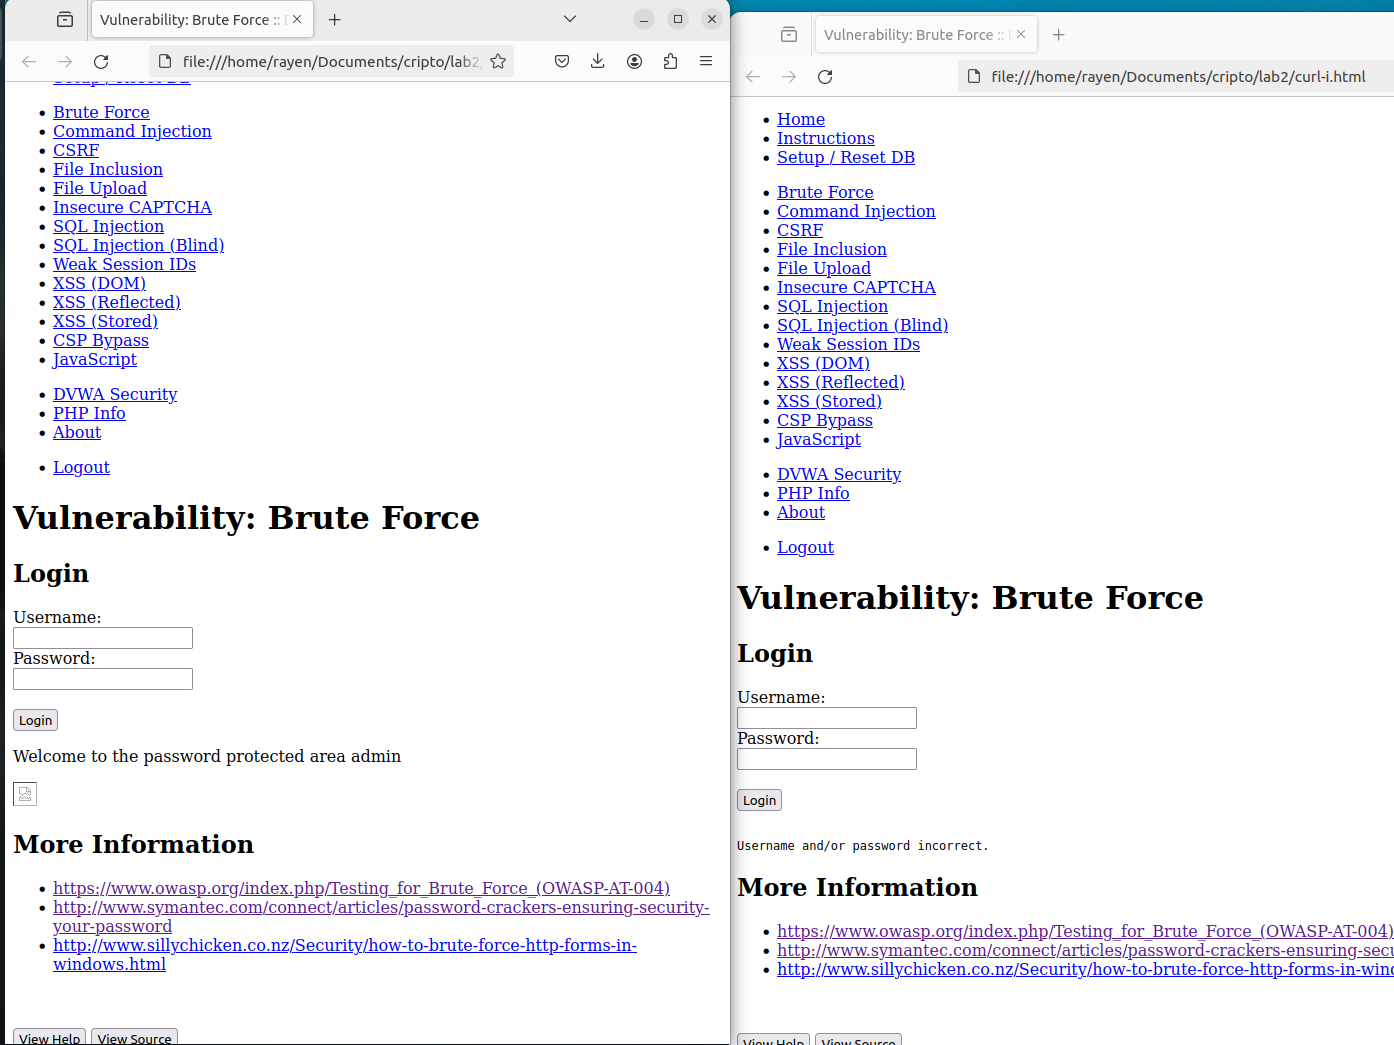 Vulnerability: Brute Force ::
file:///home/rayen/Documents/cripto/lab2/
Setup / Reset DB
Brute Force
Command Injection
CSRF
File Inclusion
File Upload
Insecure CAPTCHA
SQL Injection
SQL Injection (Blind)
Weak Session IDs
XSS (DOM)
XSS (Reflected)
XSS (Stored)
CSP Bypass
JavaScript
DVWA Security
PHP Info
About
Logout
Vulnerability: Brute Force
Login
Username:
Password:
Login
Welcome to the password protected area admin
More Information
https://www.owasp.org/index.php/Testing_for_Brute_Force_(OWASP-AT-004)
http://www.symantec.com/connect/articles/password-crackers-ensuring-security-
your-password
http://www.sillychicken.co.nz/Security/how-to-brute-force-http-forms-in-
windows.html
View Help View Source
Vulnerability: Brute Force ::
file:///home/rayen/Documents/cripto/lab2/curl-i.html
Home
Instructions
Setup / Reset DB
Brute Force
Command Injection
CSRF
File Inclusion
File Upload
Insecure CAPTCHA
SQL Injection
SQL Injection (Blind)
Weak Session IDs
XSS (DOM)
XSS (Reflected)
XSS (Stored)
CSP Bypass
JavaScript
DVWA Security
PHP Info
About
Logout
Vulnerability: Brute Force
Login
Username:
Password:
Login
Username and/or password incorrect.
More Information
https://www.owasp.org/index.php/Testing_for_Brute_Force_(OWASP-AT-004)
http://www.symantec.com/connect/articles/password-crackers-ensuring-secu
http://www.sillychicken.co.nz/Security/how-to-brute-force-http-forms-in-wind
View Help View Source